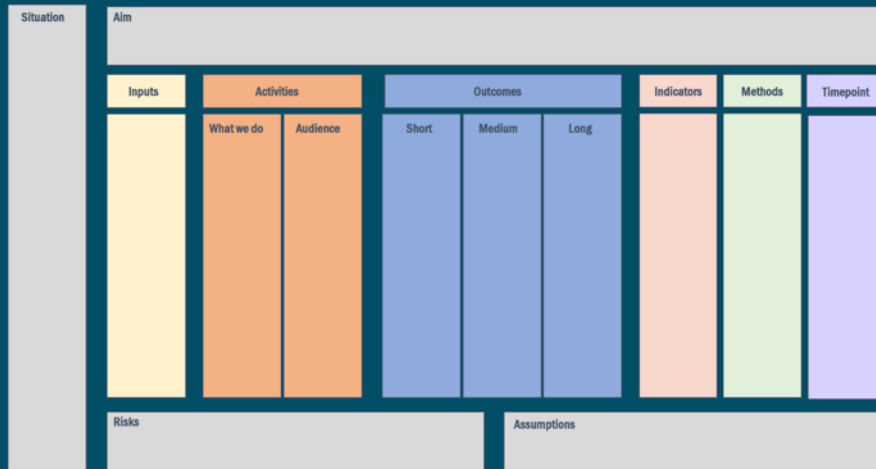 Situation
Aim
Inputs
Activities
Outcomes
Indicators
Methods
Timepoint
What we do
Audience
Short
Medium
Long
Risks
Assumptions